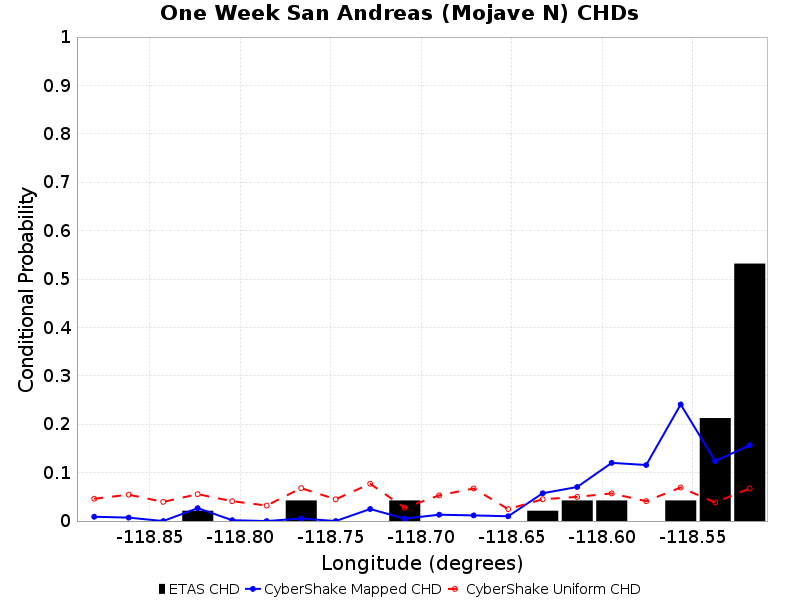 One Week San Andreas (Mojave N) CHDs
Conditional Probability
1
0.9
0.8
0.7
0.6
0.5
0.4
0.3
0.2
0.1
0
-118.85 -118.80 -118.75 -118.70 -118.65 -118.60 -118.55
Longitude (degrees)
ETAS CHD CyberShake Mapped CHD CyberShake Uniform CHD